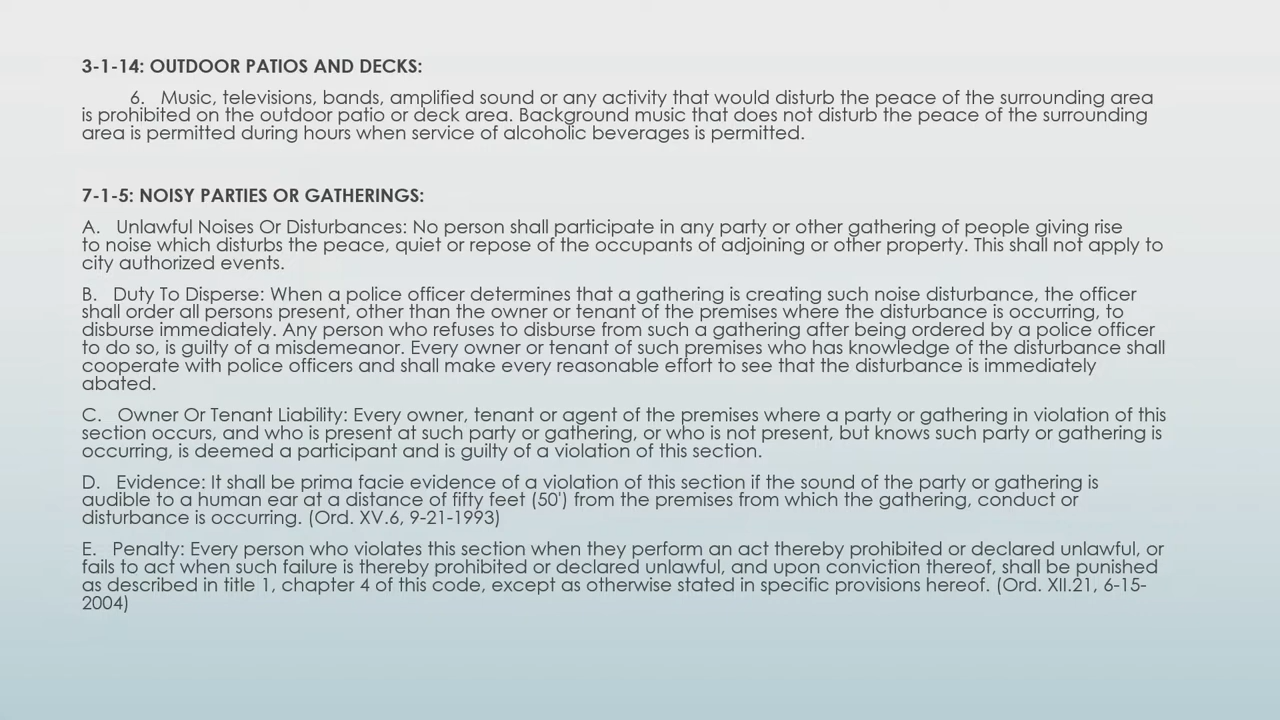 3-1-14: OUTDOOR PATIOS AND DECKS:
6. Music, televisions, bands, amplified sound or any activity that would disturb the peace of the surrounding area
is prohibited on the outdoor patio or deck area. Background music that does not disturb the peace of the surrounding
area is permitted during hours when service of alcoholic beverages is permitted.
7-1-5: NOISY PARTIES OR GATHERINGS:
A. Unlawful Noises Or Disturbances: No person shall participate in any party or other gathering of people giving rise
to noise which disturbs the peace, quiet or repose of the occupants of adjoining or other property. This shall not apply to
city authorized events.
B. Duty To Disperse: When a police officer determines that a gathering is creating such noise disturbance, the officer
shall order all persons present, other than the owner or tenant of the premises where the disturbance is occurring, to
disburse immediately. Any person who refuses to disburse from such a gathering after being ordered by a police officer
to do so, is guilty of a misdemeanor. Every owner or tenant of such premises who has knowledge of the disturbance shall
cooperate with police officers and shall make every reasonable effort to see that the disturbance is immediately
abated.
C. Owner Or Tenant Liability: Every owner, tenant or agent of the premises where a party or gathering in violation of this
section occurs, and who is present at such party or gathering, or who is not present, but knows such party or gathering is
occurring, is deemed a participant and is guilty of a violation of this section.
D. Evidence: It shall be prima facie evidence of a violation of this section if the sound of the party or gathering is
audible to a human ear at a distance of fifty feet (50') from the premises from which the gathering, conduct or
disturbance is occurring. (Ord. XV.6, 9-21-1993)
E. Penalty: Every person who violates this section when they perform an act thereby prohibited or declared unlawful, or
fails to act when such failure is thereby prohibited or declared unlawful, and upon conviction thereof, shall be punished
as described in title 1, chapter 4 of this code, except as otherwise stated in specific provisions hereof. (Ord. XII.21, 6-15-
2004)